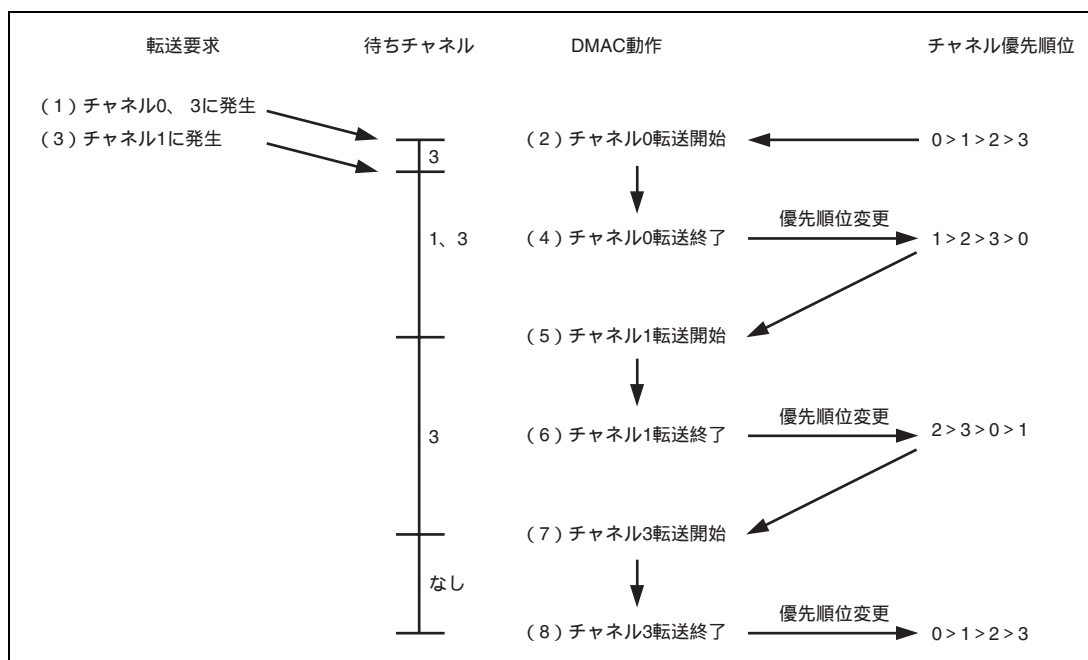 転送要求 待ちチャネル DMAC動作 チャネル優先順位
(1)チャネル0、3に発生
(3)チャネル1に発生 (2)チャネル0転送開始 0>1>2>3
3
優先順位変更
1、3 (4)チャネル0転送終了 1>2>3>0
(5)チャネル1転送開始
優先順位変更
3 (6)チャネル1転送終了 2>3>0>1
(7)チャネル3転送開始
なし
優先順位変更
(8)チャネル3転送終了 0>1>2>3